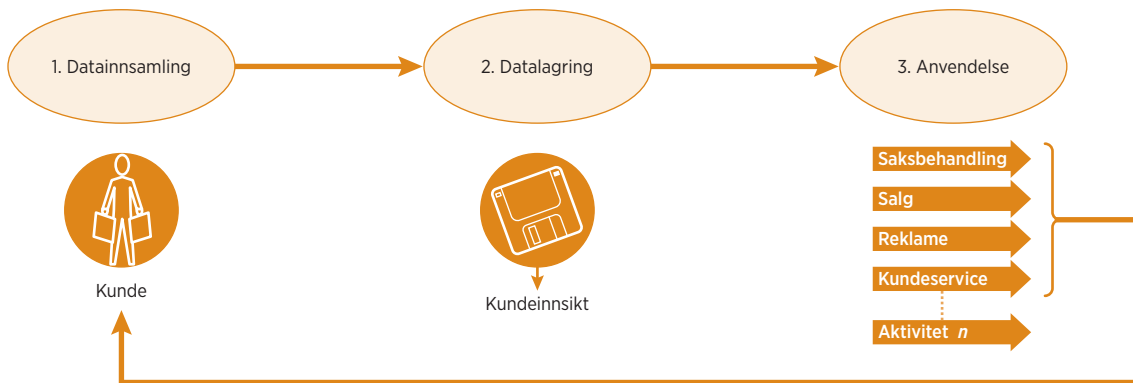 1. Datainnsamling
2. Datalagring
3. Anvendelse
Kunde
Kundeinnsikt
Saksbehandling
Salg
Reklame
Kundeservice
Aktivitet n